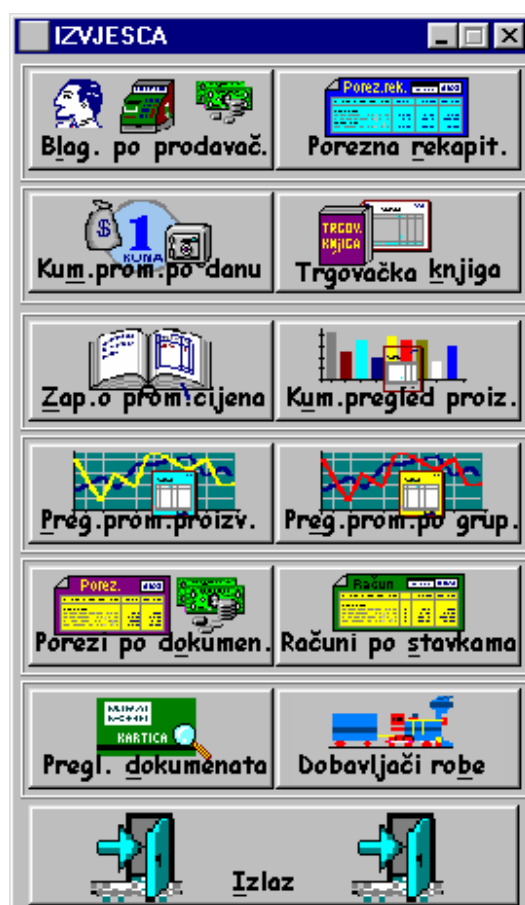 IZVJESCA
Blag. po prodavač.
Porez.rek.
Porezna rekapit.
$
1
KUNA
Kum.prom.po danu
TRGOV.
KNJIGA
Trgovačka knjiga
Zap.o prom.cijena
Kum.pregled proiz.
Preg.prom.proizv.
Preg.prom.po grup.
Porez.
Porezi po dokumen.
Račun
Računi po stavkama
KARTICA
Pregl. dokumenata
Dobavljači robe
Izlaz